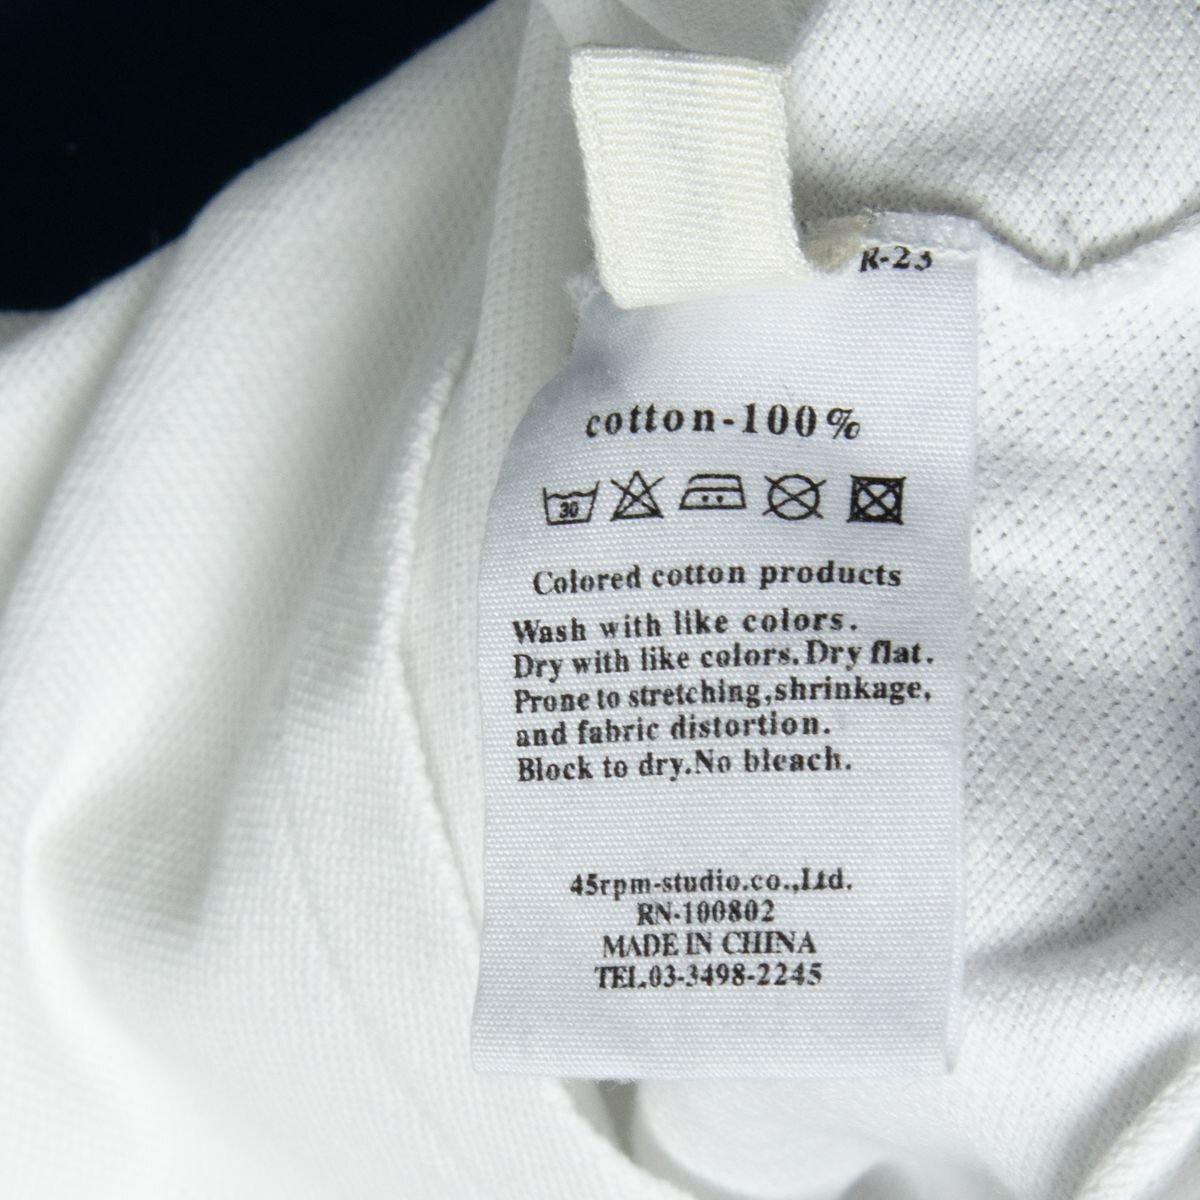 R-23
cotton-100%
30
Colored cotton products
Wash with like colors.
Dry with like colors.Dry flat.
Prone to stretching,shrinkage,
and fabric distortion.
Block to dry.No bleach.
45rpm-studio.co.,Ltd.
RN-100802
MADE IN CHINA
TEL.03-3498-2245